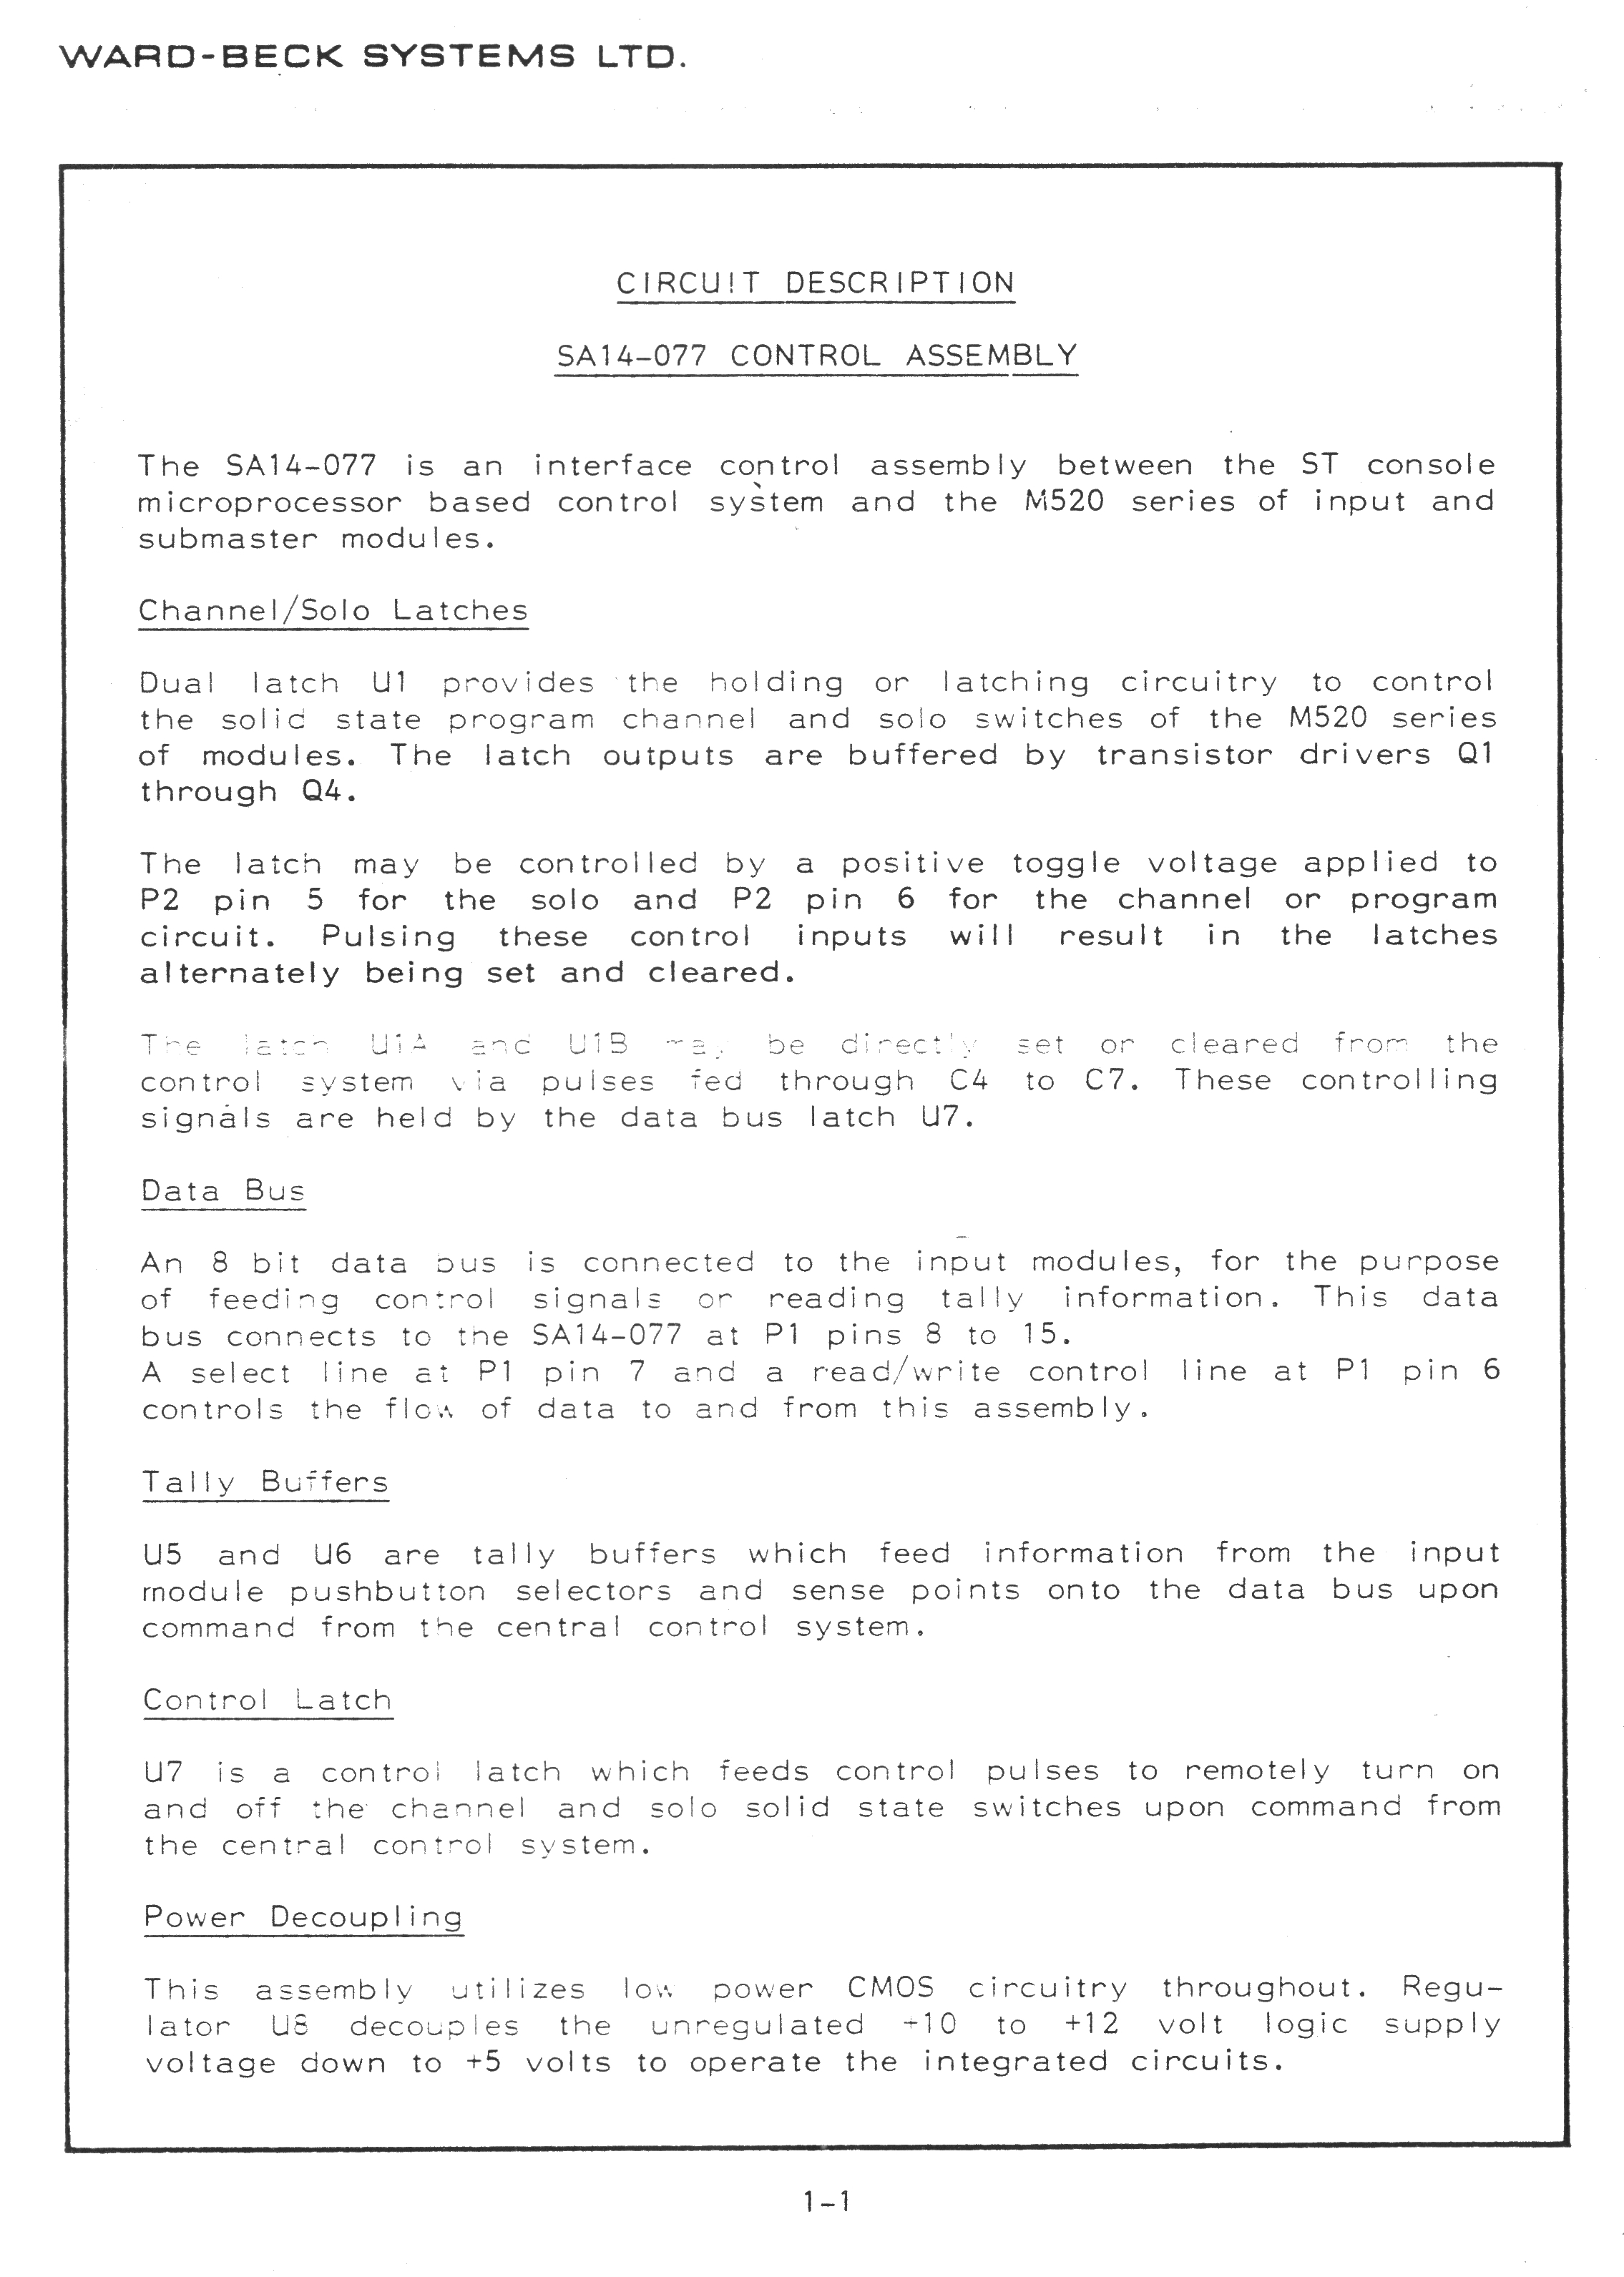 WARD-BECK SYSTEMS LTD.
CIRCUIT DESCRIPTION
SA14-077 CONTROL ASSEMBLY
The SA14-077 is an interface control assembly between the ST console
microprocessor based control system and the M520 series of input and
submaster modules.
Channel/Solo Latches
Dual latch U1 provides the holding or latching circuitry to control
the solid state program channel and solo switches of the M520 series
of modules. The latch outputs are buffered by transistor drivers Q1
through Q4.
The latch may be controlled by a positive toggle voltage applied to
P2 pin 5 for the solo and P2 pin 6 for the channel or program
circuit. Pulsing these control inputs will result in the latches
alternately being set and cleared.
The latch U1A and U1B may be directly set or cleared from the
control system via pulses fed through C4 to C7. These controlling
signals are held by the data bus latch U7.
Data Bus
An 8 bit data bus is connected to the input modules, for the purpose
of feeding control signals or reading tally information. This data
bus connects to the SA14-077 at P1 pins 8 to 15.
A select line at P1 pin 7 and a read/write control line at P1 pin 6
controls the flow of data to and from this assembly.
Tally Buffers
U5 and U6 are tally buffers which feed information from the input
module pushbutton selectors and sense points onto the data bus upon
command from the central control system.
Control Latch
U7 is a control latch which feeds control pulses to remotely turn on
and off the channel and solo solid state switches upon command from
the central control system.
Power Decoupling
This assembly utilizes low power CMOS circuitry throughout. Regu-
lator U8 decouples the unregulated +10 to +12 volt logic supply
voltage down to +5 volts to operate the integrated circuits.
1-1